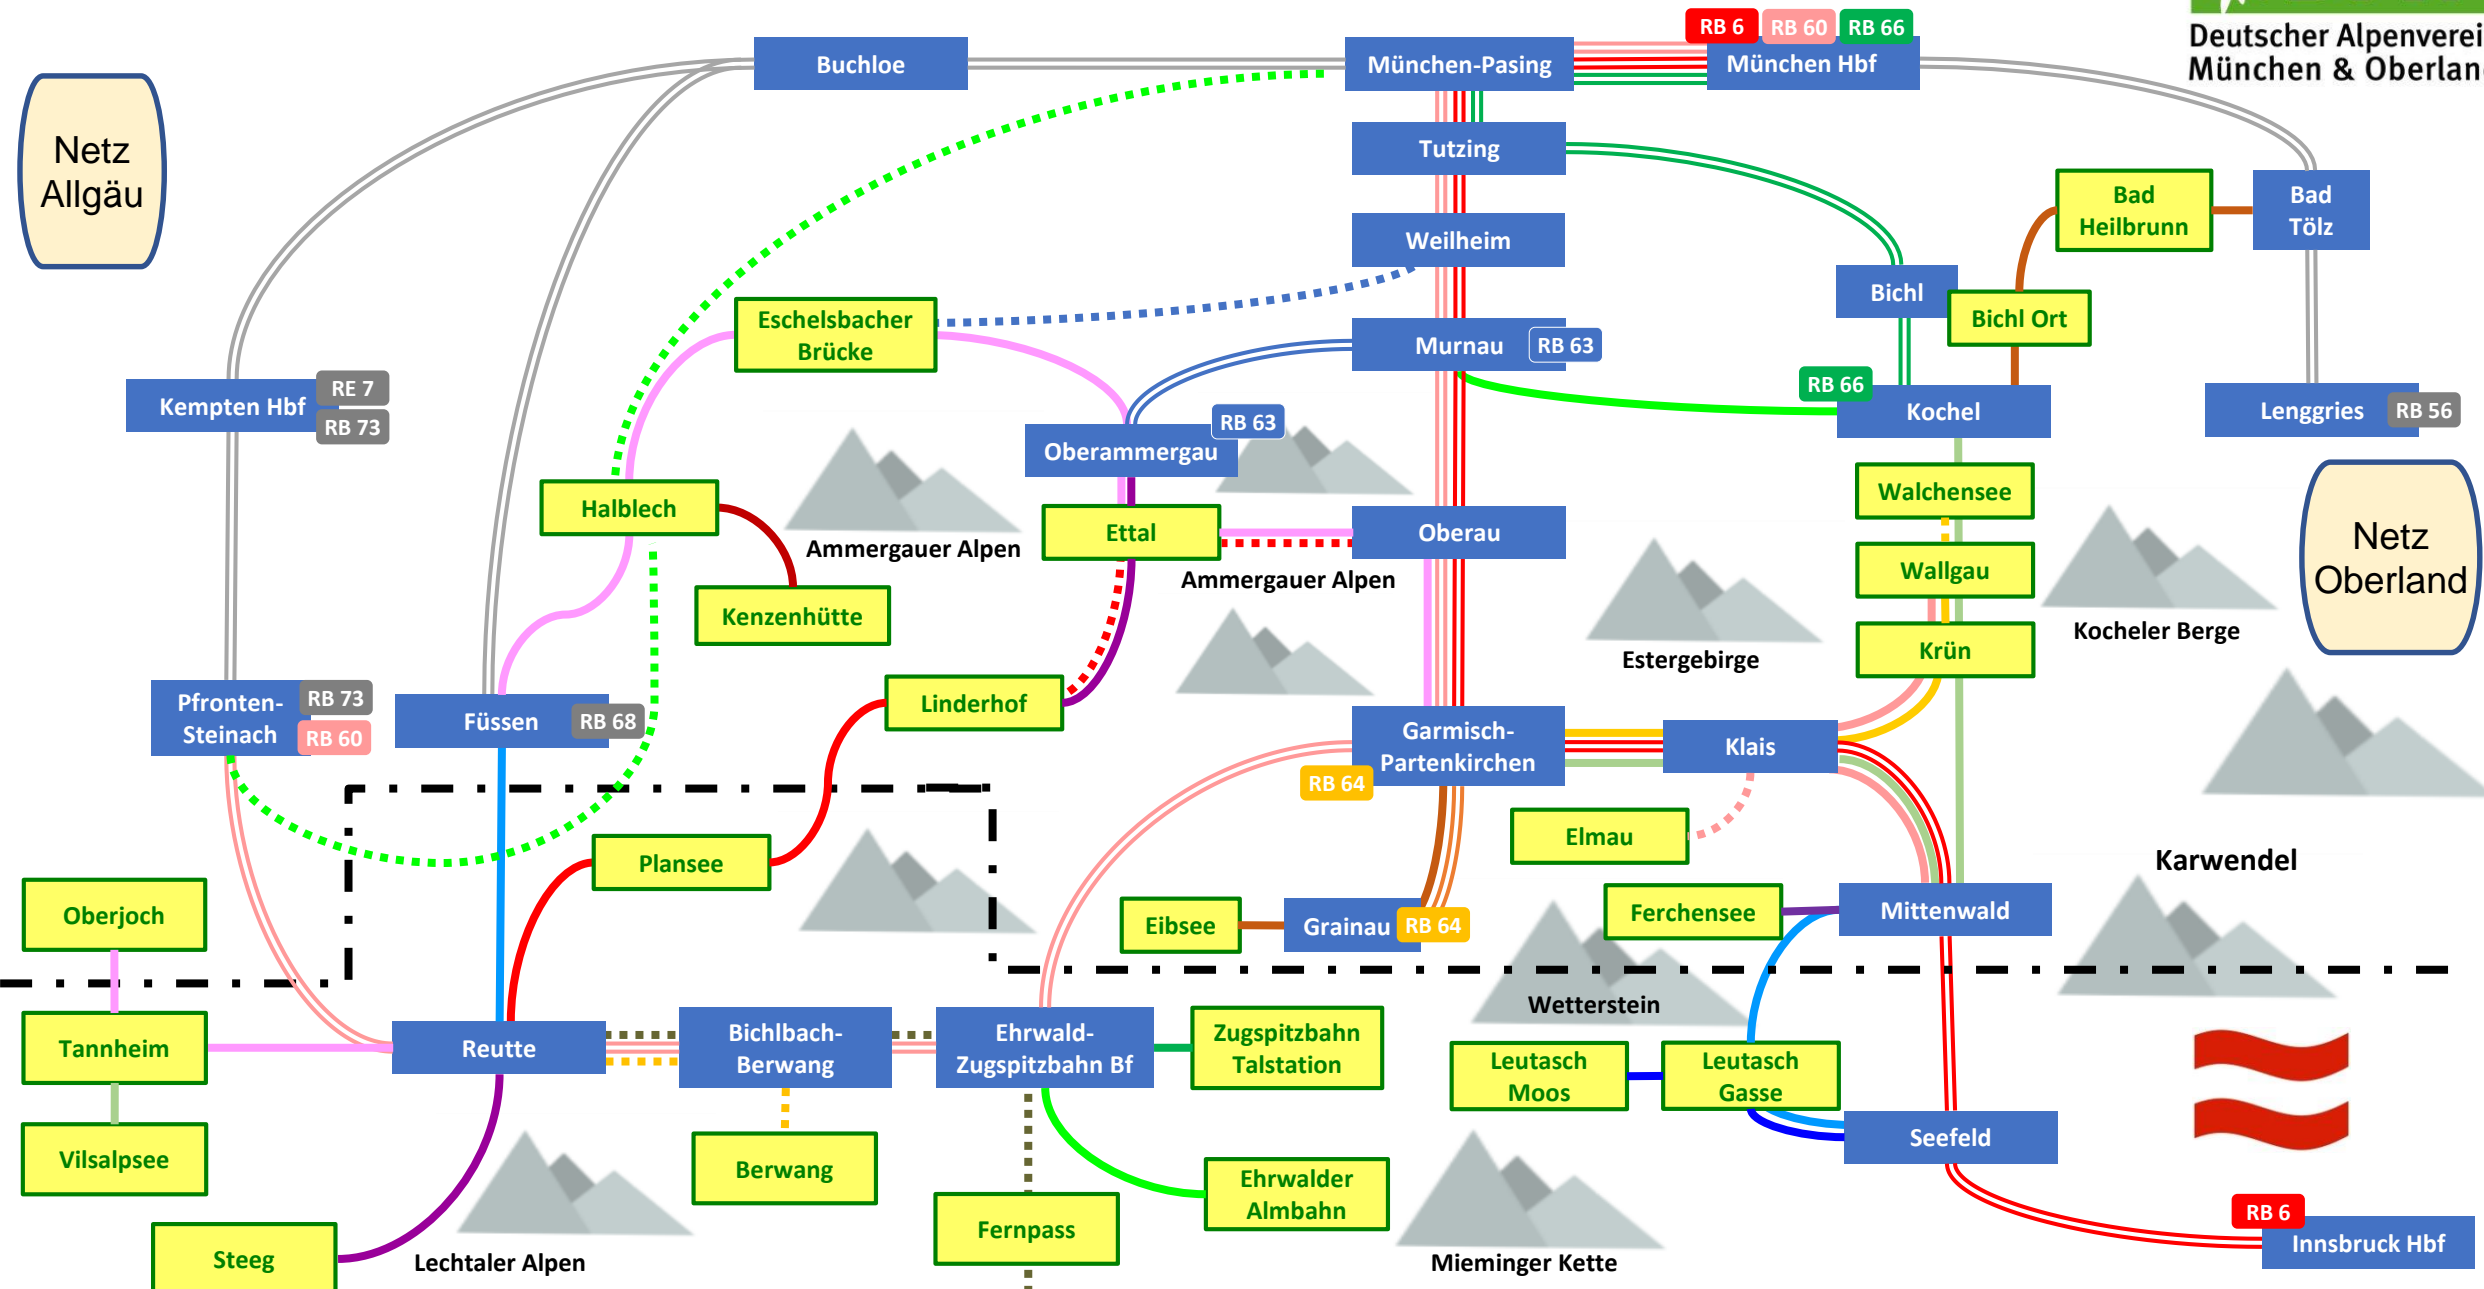 RB 6
RB 60
RB 66
Deutscher Alpenverei
München & Oberlan
Buchloe
München-Pasing
München Hbf
Netz
Allgäu
Tutzing
Bad
Heilbrunn
Bad
Tölz
Weilheim
Bichl
Bichl Ort
Eschelsbacher
Brücke
Murnau
RB 63
Kempten Hbf
RE 7
RB 73
RB 66
Kochel
Lenggries
RB 56
RB 63
Oberammergau
Walchensee
Halblech
Ettal
Oberau
Netz
Oberland
Ammergauer Alpen
Ammergauer Alpen
Wallgau
Kenzenhütte
Kocheler Berge
Estergebirge
Krün
Pfronten-
Steinach
RB 73
RB 60
Füssen
RB 68
Linderhof
Garmisch-
Partenkirchen
Klais
RB 64
Elmau
Plansee
Karwendel
Oberjoch
Eibsee
Grainau
RB 64
Ferchensee
Mittenwald
Wetterstein
Tannheim
Reutte
Bichlbach-
Berwang
Ehrwald-
Zugspitzbahn Bf
Zugspitzbahn
Talstation
Leutasch
Moos
Leutasch
Gasse
Seefeld
Vilsalpsee
Berwang
Ehrwalder
Almbahn
Fernpass
Steeg
Lechtaler Alpen
Mieminger Kette
RB 6
Innsbruck Hbf